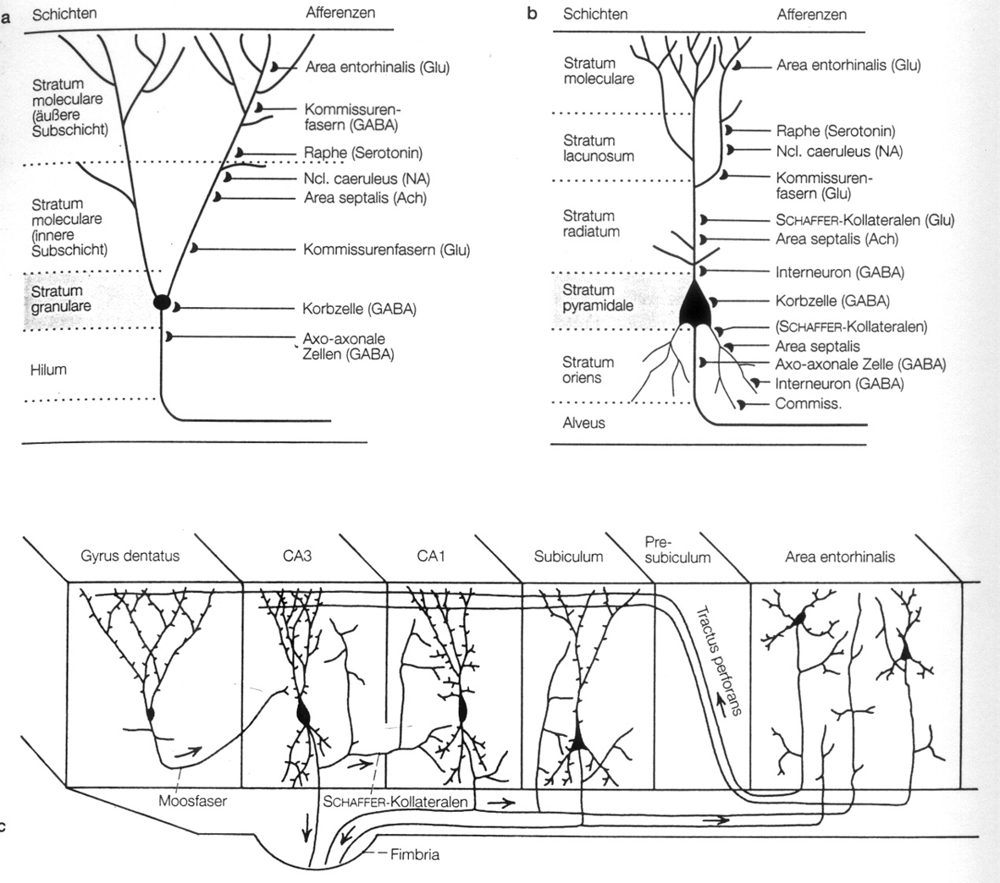 a
Schichten
Afferenzen
Stratum
moleculare
(äußere
Subschicht)
Stratum
moleculare
(innere
Subschicht)
Stratum
granulare
Hilum
Area entorhinalis (Glu)
Kommissuren-
fasern (GABA)
Raphe (Serotonin)
Ncl. caeruleus (NA)
Area septalis (Ach)
Kommissurenfasern (Glu)
Korbzelle (GABA)
Axo-axonale
Zellen (GABA)
b
Schichten
Afferenzen
Stratum
moleculare
Stratum
lacunosum
Stratum
radiatum
Stratum
pyramidale
Stratum
oriens
Alveus
Area entorhinalis (Glu)
Raphe (Serotonin)
Ncl. caeruleus (NA)
Kommissuren-
fasern (Glu)
SCHAFFER-Kollateralen (Glu)
Area septalis (Ach)
Interneuron (GABA)
Korbzelle (GABA)
(SCHAFFER-Kollateralen)
Area septalis
Axo-axonale Zelle (GABA)
Interneuron (GABA)
Commiss.
Gyrus dentatus
CA3
CA1
Subiculum
Pre-
subiculum
Area entorhinalis
Tractus perforans
Moosfaser
SCHAFFER-Kollateralen
c
Fimbria